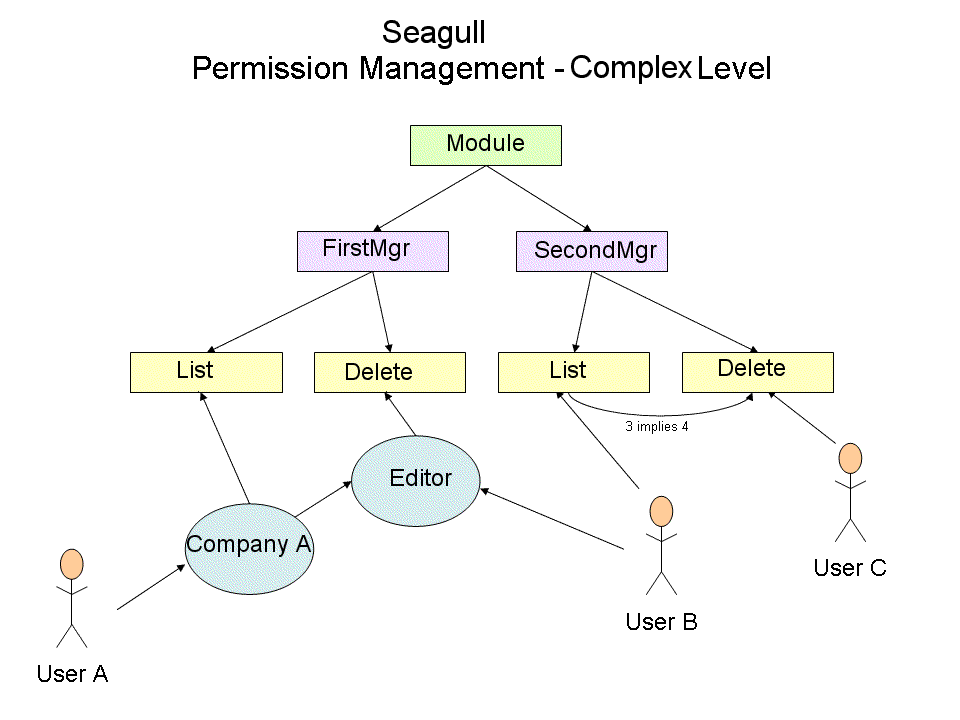 Seagull
Permission Management - Complex Level
Module
FirstMgr
SecondMgr
List
Delete
List
Delete
3 implies 4
Editor
Company A
User C
User B
User A